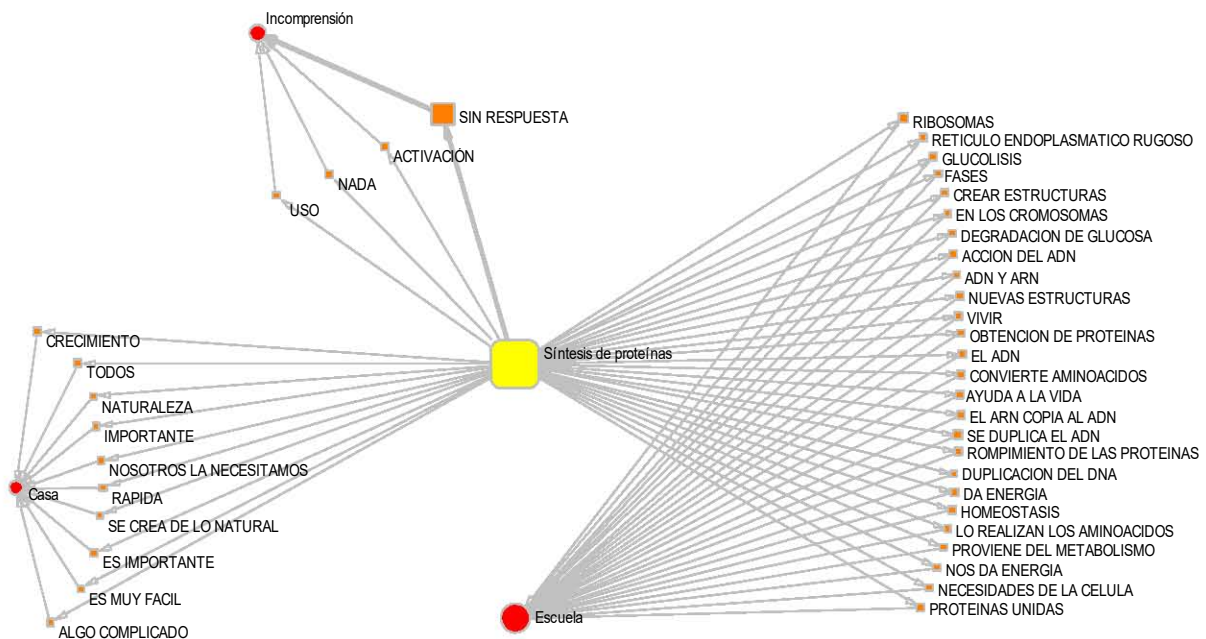 Incomprensión
SIN RESPUESTA
ACTIVACIÓN
NADA
USO
RIBOSOMAS
RETICULO ENDOPLASMATICO RUGOSO
GLUCOLISIS
FASES
CREAR ESTRUCTURAS
EN LOS CROMOSOMAS
DEGRADACION DE GLUCOSA
ACCION DEL ADN
ADN Y ARN
NUEVAS ESTRUCTURAS
VIVIR
OBTENCION DE PROTEINAS
EL ADN
CONVIERTE AMINOACIDOS
AYUDA A LA VIDA
EL ARN COPIA AL ADN
SE DUPLICA EL ADN
ROMPIMIENTO DE LAS PROTEINAS
DUPLICACION DEL DNA
DA ENERGIA
HOMEOSTASIS
LO REALIZAN LOS AMINOACIDOS
PROVIENE DEL METABOLISMO
NOS DA ENERGIA
NECESIDADES DE LA CELULA
PROTEINAS UNIDAS
Síntesis de proteínas
CRECIMIENTO
TODOS
NATURALEZA
IMPORTANTE
NOSOTROS LA NECESITAMOS
Casa
RAPIDA
SE CREA DE LO NATURAL
ES IMPORTANTE
ES MUY FACIL
ALGO COMPLICADO
Escuela